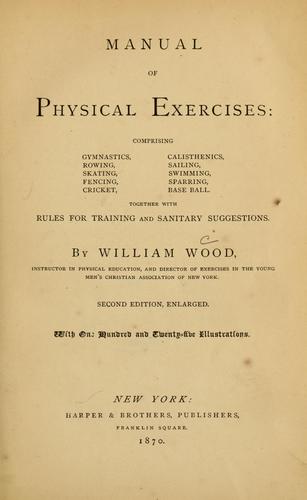 MANUAL
OF
PHYSICAL EXERCISES:
COMPRISING
GYMNASTICS, CALISTHENICS,
ROWING, SAILING,
SKATING, SWIMMING,
FENCING, SPARRING,
CRICKET, BASE BALL.
TOGETHER WITH
RULES FOR TRAINING AND SANITARY SUGGESTIONS.
C
BY WILLIAM WOOD,
INSTRUCTOR IN PHYSICAL EDUCATION, AND DIRECTOR OF EXERCISES IN THE YOUNG
MEN'S CHRISTIAN ASSOCIATION OF NEW YORK.
SECOND EDITION, ENLARGED.
With One Hundred and Twenty-five Illustrations.
NEW YORK:
HARPER & BROTHERS, PUBLISHERS,
FRANKLIN SQUARE.
1870.